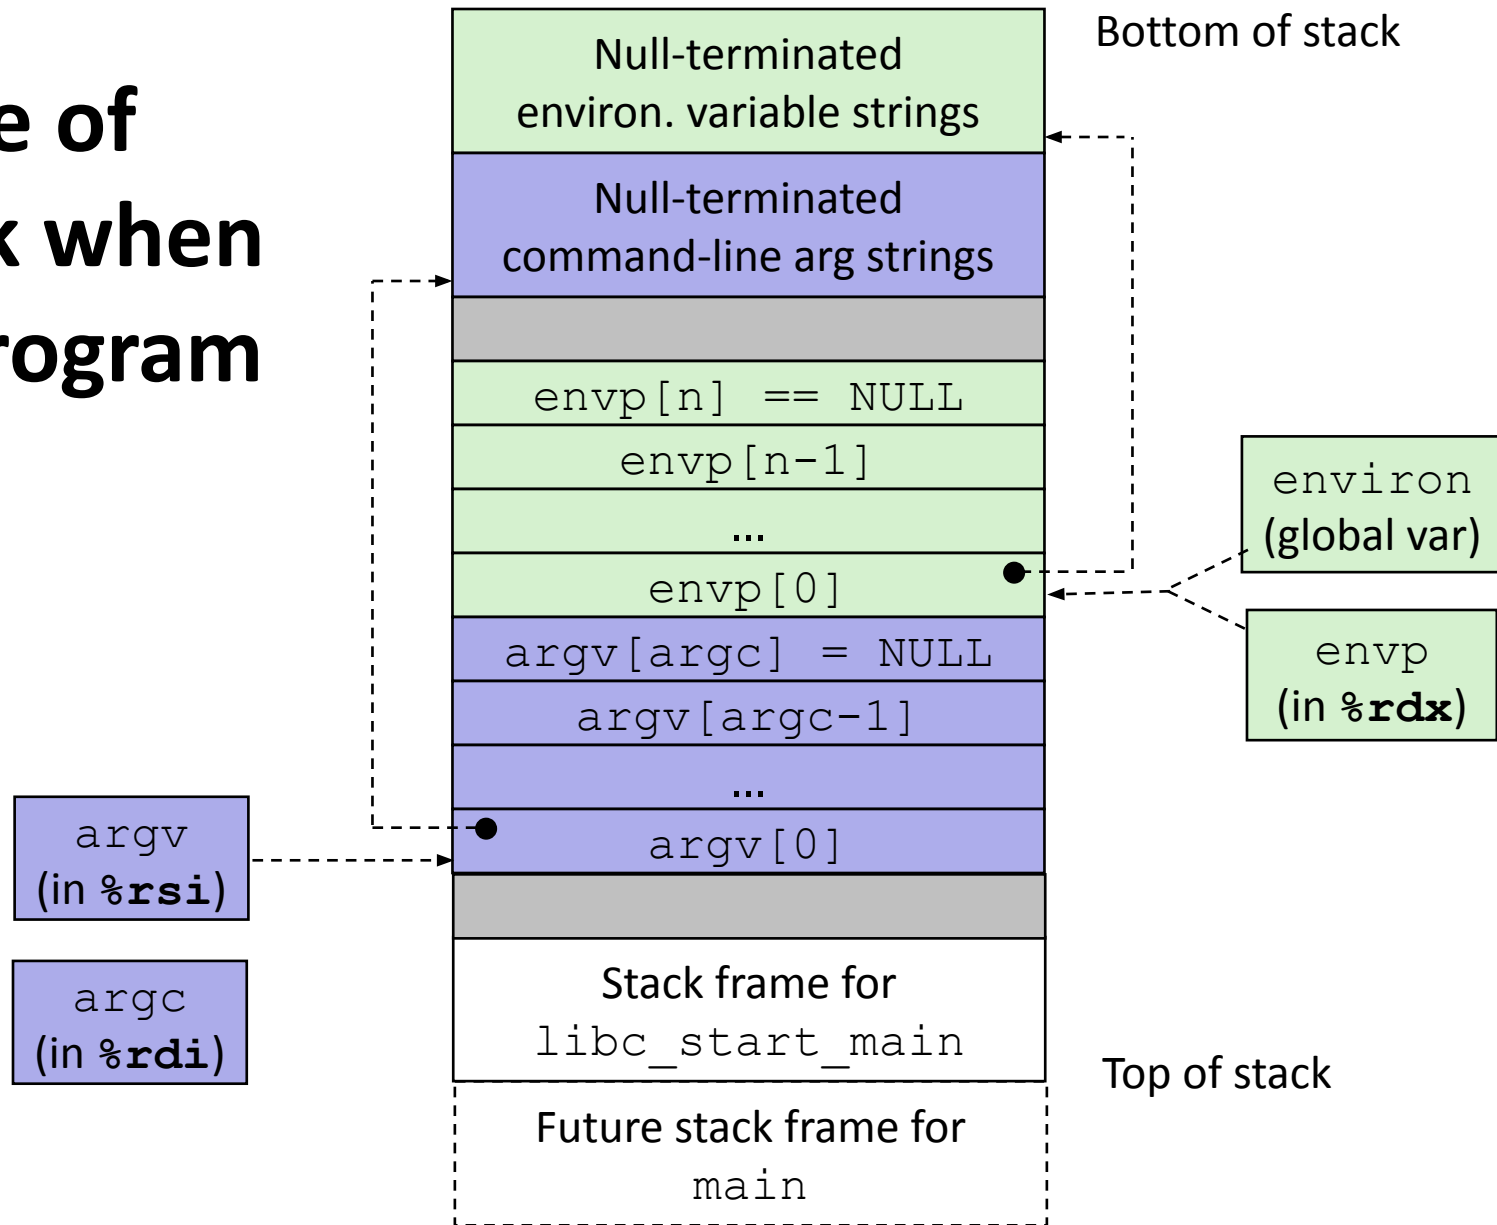 e of
k when
rogram
Bottom of stack
Null-terminated
environ. variable strings
Null-terminated
command-line arg strings
envp[n] == NULL
envp[n-1]
...
envp[0]
argv[argc] = NULL
argv[argc-1]
...
argv[0]
environ
(global var)
envp
(in %rdx)
argv
(in %rsi)
argc
(in %rdi)
Stack frame for
libc_start_main
Top of stack
Future stack frame for
main